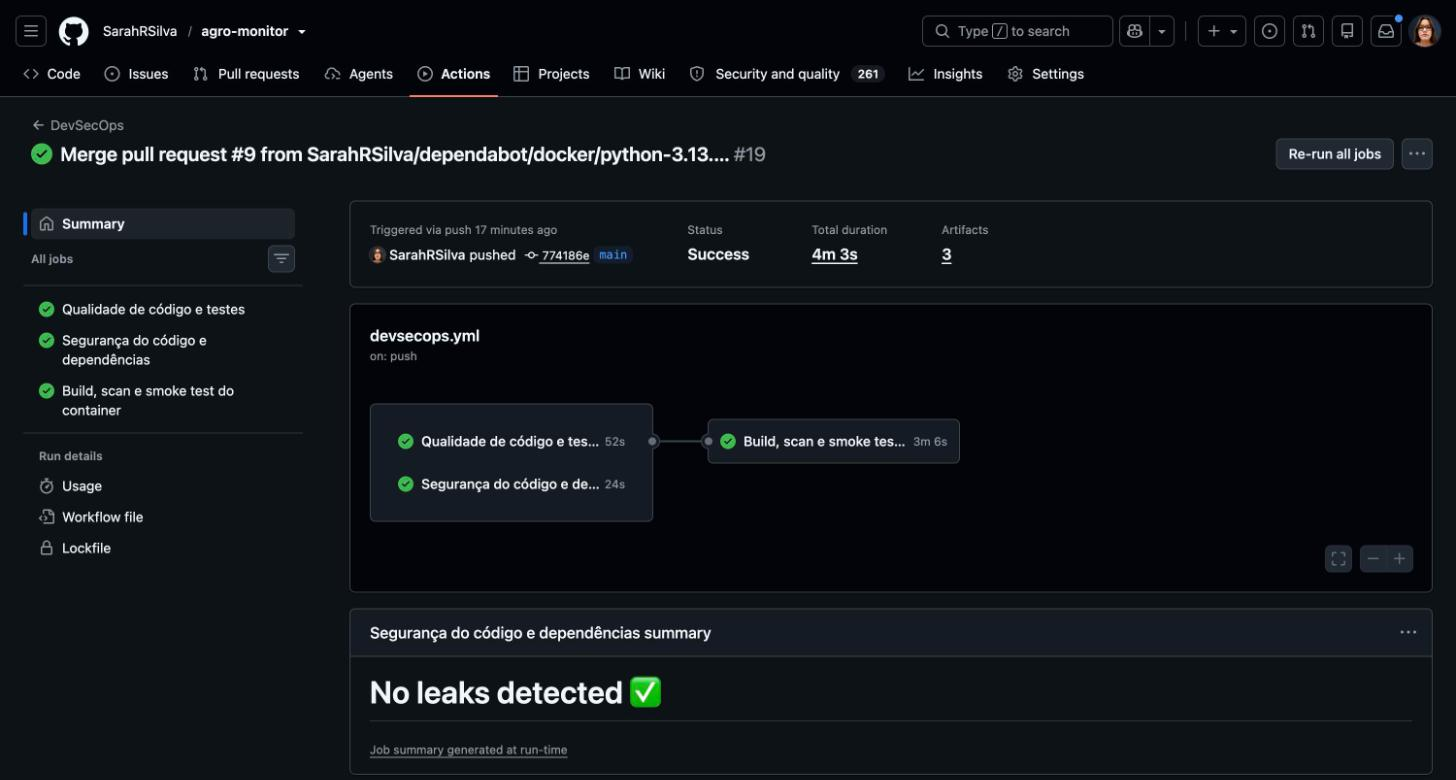 SarahRSilva / agro-monitor
Type / to search
Code
Issues
Pull requests
Agents
Actions
Projects
Wiki
Security and quality 261
Insights
Settings
← DevSecOps
Merge pull request #9 from SarahRSilva/dependabot/docker/python-3.13.... #19
Re-run all jobs
Summary
All jobs
Qualidade de código e testes
Segurança do código e
dependências
Build, scan e smoke test do
container
Run details
Usage
Workflow file
Lockfile
Triggered via push 17 minutes ago
SarahRSilva pushed 774186e main
Status
Success
Total duration
4m 3s
Artifacts
3
devsecops.yml
on: push
Qualidade de código e tes... 52s
Segurança do código e de... 24s
Build, scan e smoke tes... 3m 6s
Segurança do código e dependências summary
No leaks detected ✅
Job summary generated at run-time